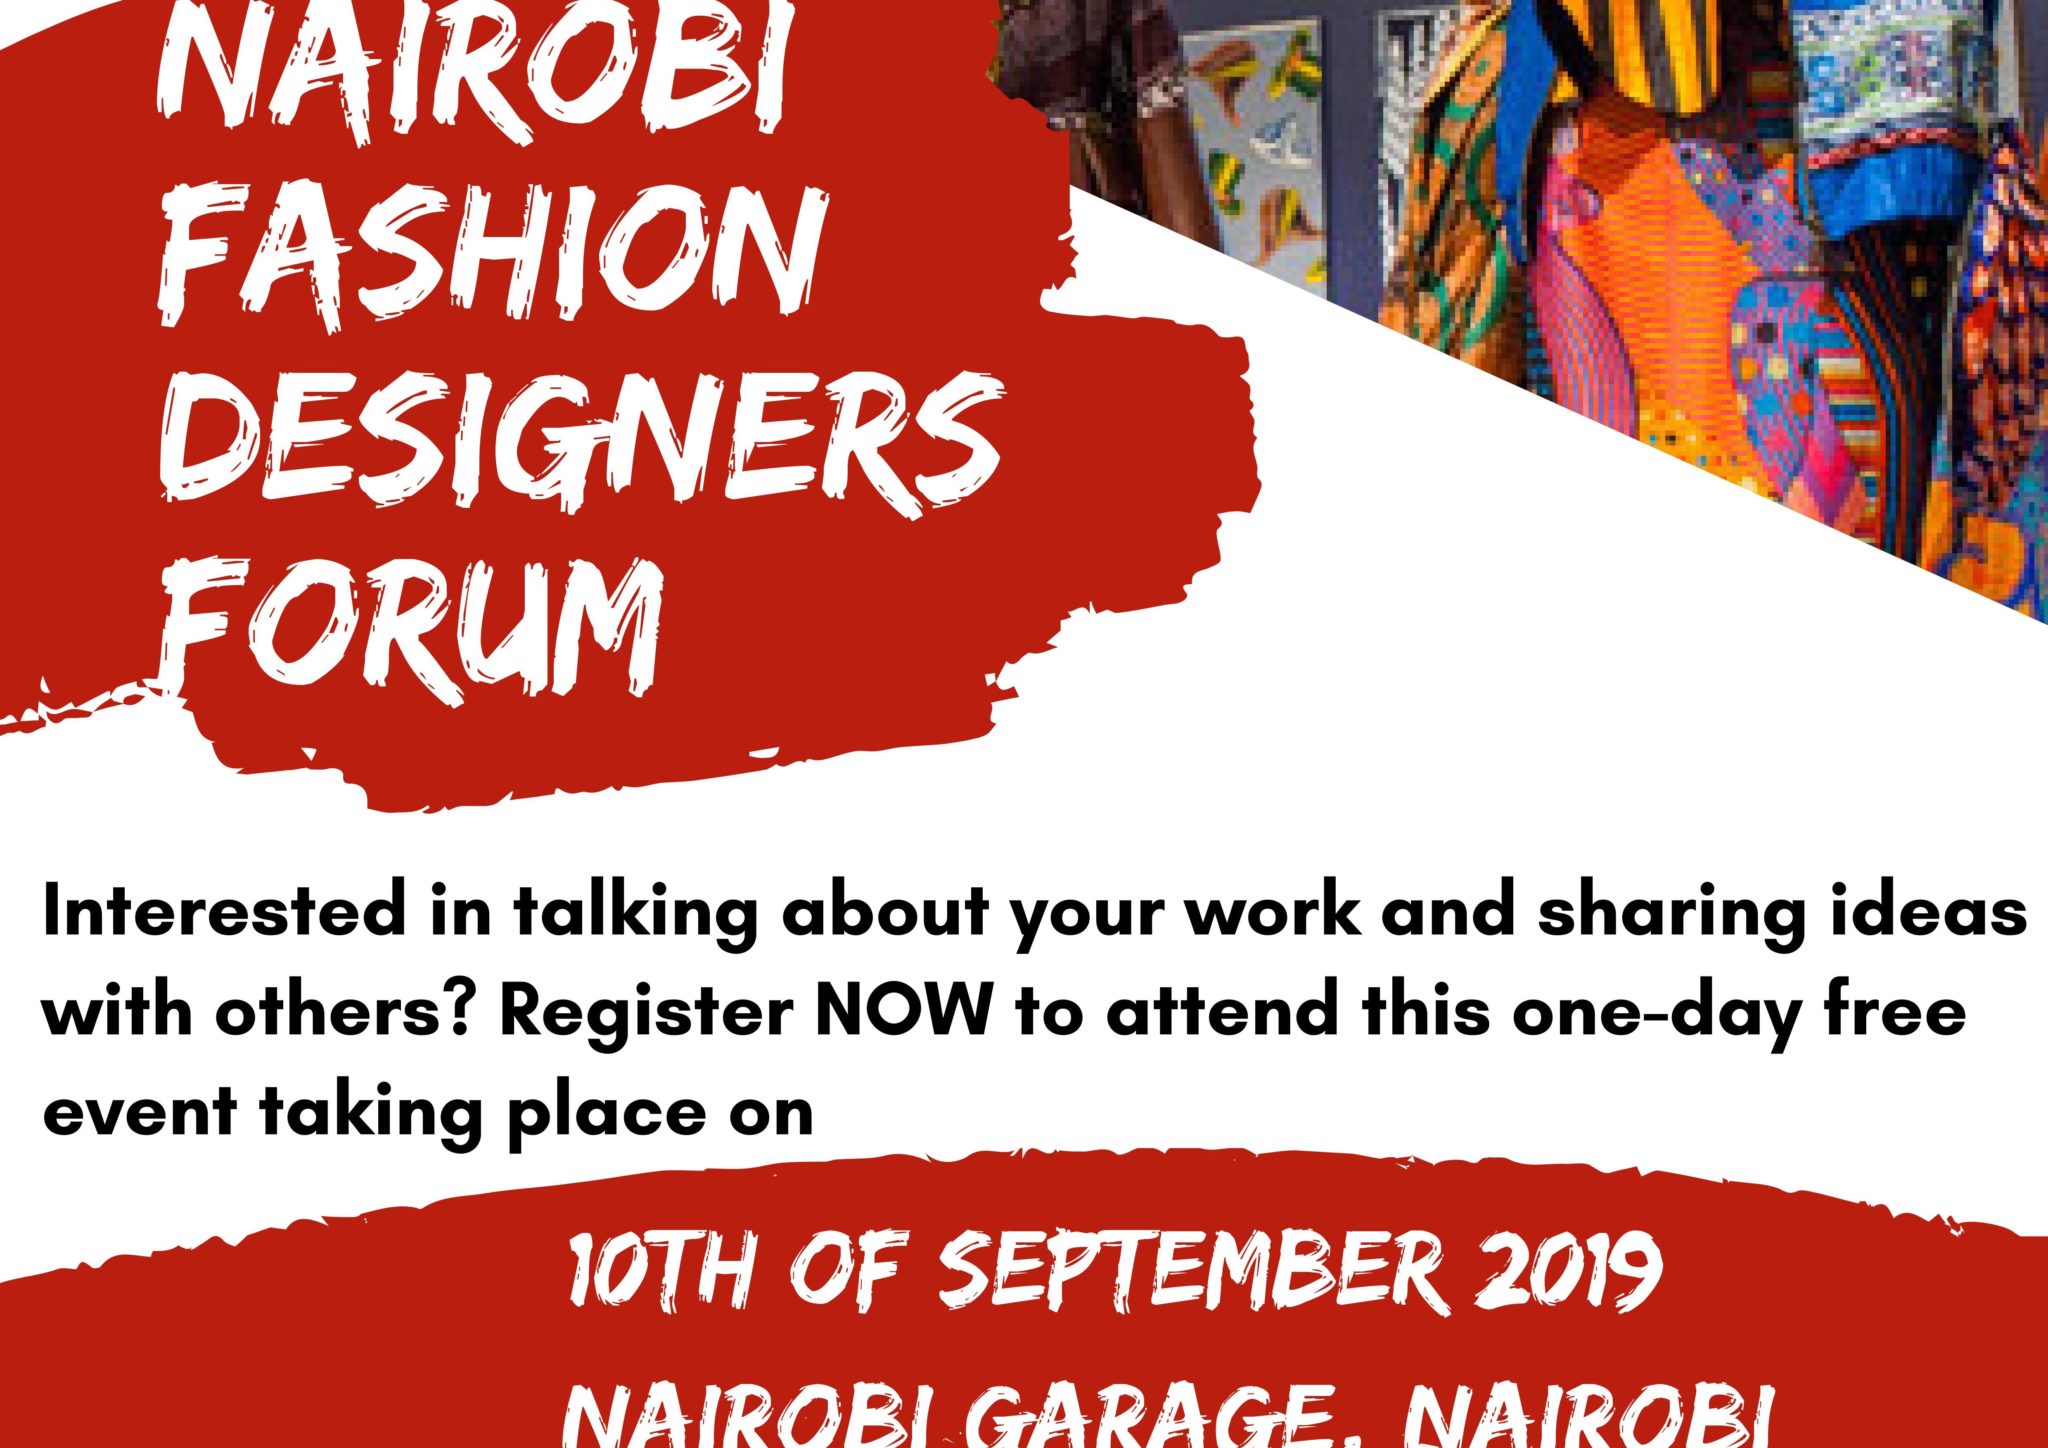 NAIROBI
FASHION
DESIGNERS
FORUM
Interested in talking about your work and sharing ideas
with others? Register NOW to attend this one-day free
event taking place on
10TH OF SEPTEMBER 2019
NAIROBI GARAGE, NAIROBI